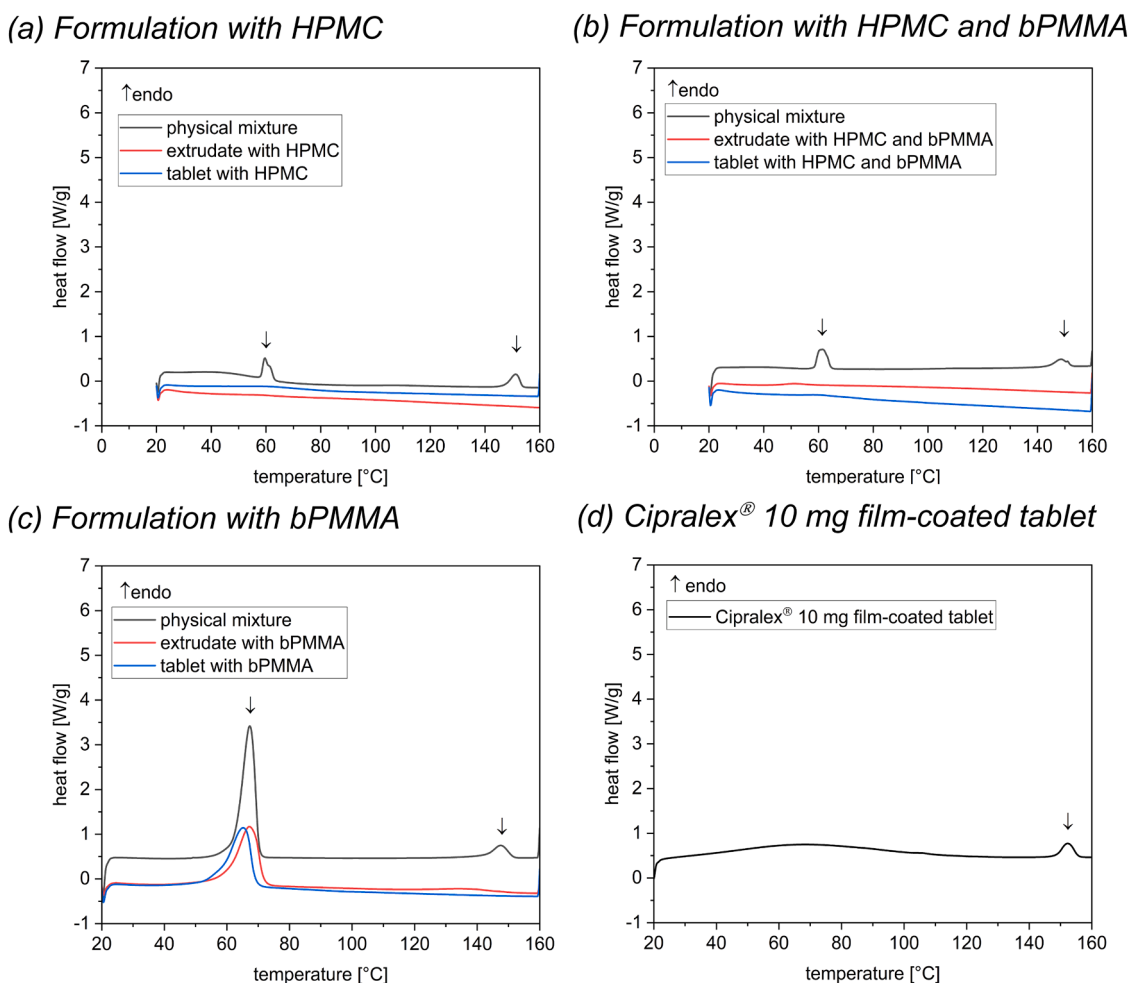 (a) Formulation with HPMC
7
6
5
4
3
2
1
0
-1
heat flow [W/g]
↑endo
physical mixture
extrudate with HPMC
tablet with HPMC
↓
↓
0 20 40 60 80 100 120 140 160
temperature [°C]
(b) Formulation with HPMC and bPMMA
7
6
5
4
3
2
1
0
-1
heat flow [W/g]
↑endo
physical mixture
extrudate with HPMC and bPMMA
tablet with HPMC and bPMMA
↓
↓
0 20 40 60 80 100 120 140 160
temperature [°C]
(c) Formulation with bPMMA
7
6
5
4
3
2
1
0
-1
heat flow [W/g]
↑endo
physical mixture
extrudate with bPMMA
tablet with bPMMA
↓
↓
20 40 60 80 100 120 140 160
temperature [°C]
(d) Cipralex® 10 mg film-coated tablet
7
6
5
4
3
2
1
0
-1
heat flow [W/g]
↑ endo
Cipralex® 10 mg film-coated tablet
↓
20 40 60 80 100 120 140 160
temperature [°C]